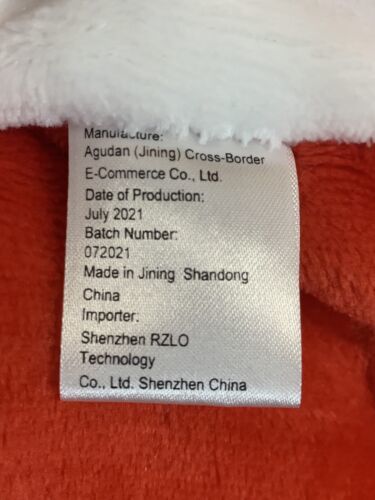 Manufacture:
Agudan (Jining) Cross-Border
E-Commerce Co., Ltd.
Date of Production:
July 2021
Batch Number:
072021
Made in Jining Shandong
China
Importer:
Shenzhen RZLO
Technology
Co., Ltd. Shenzhen China